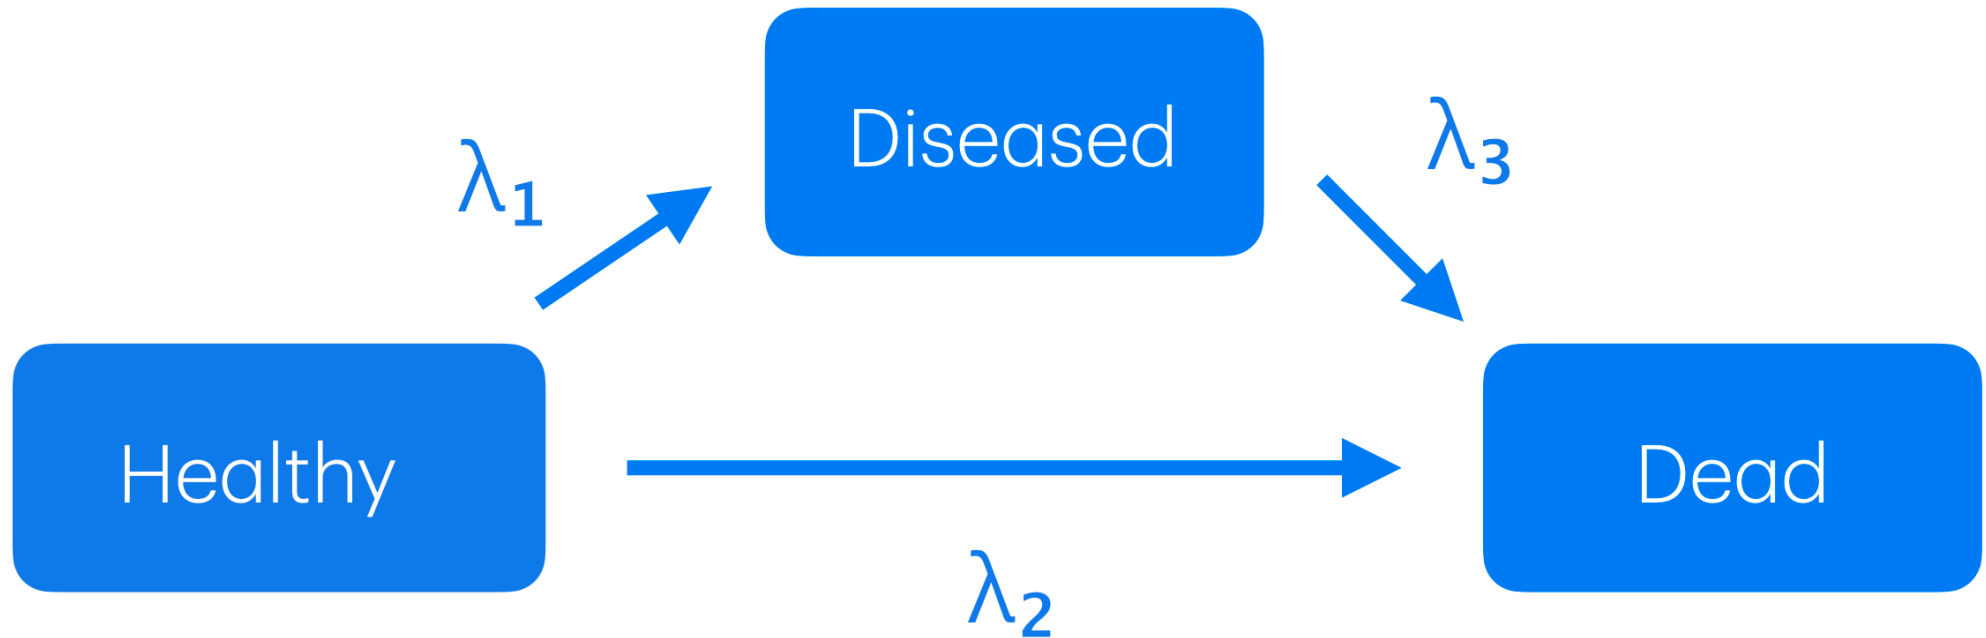 Diseased
λ₁
λ₃
Healthy
Dead
λ₂